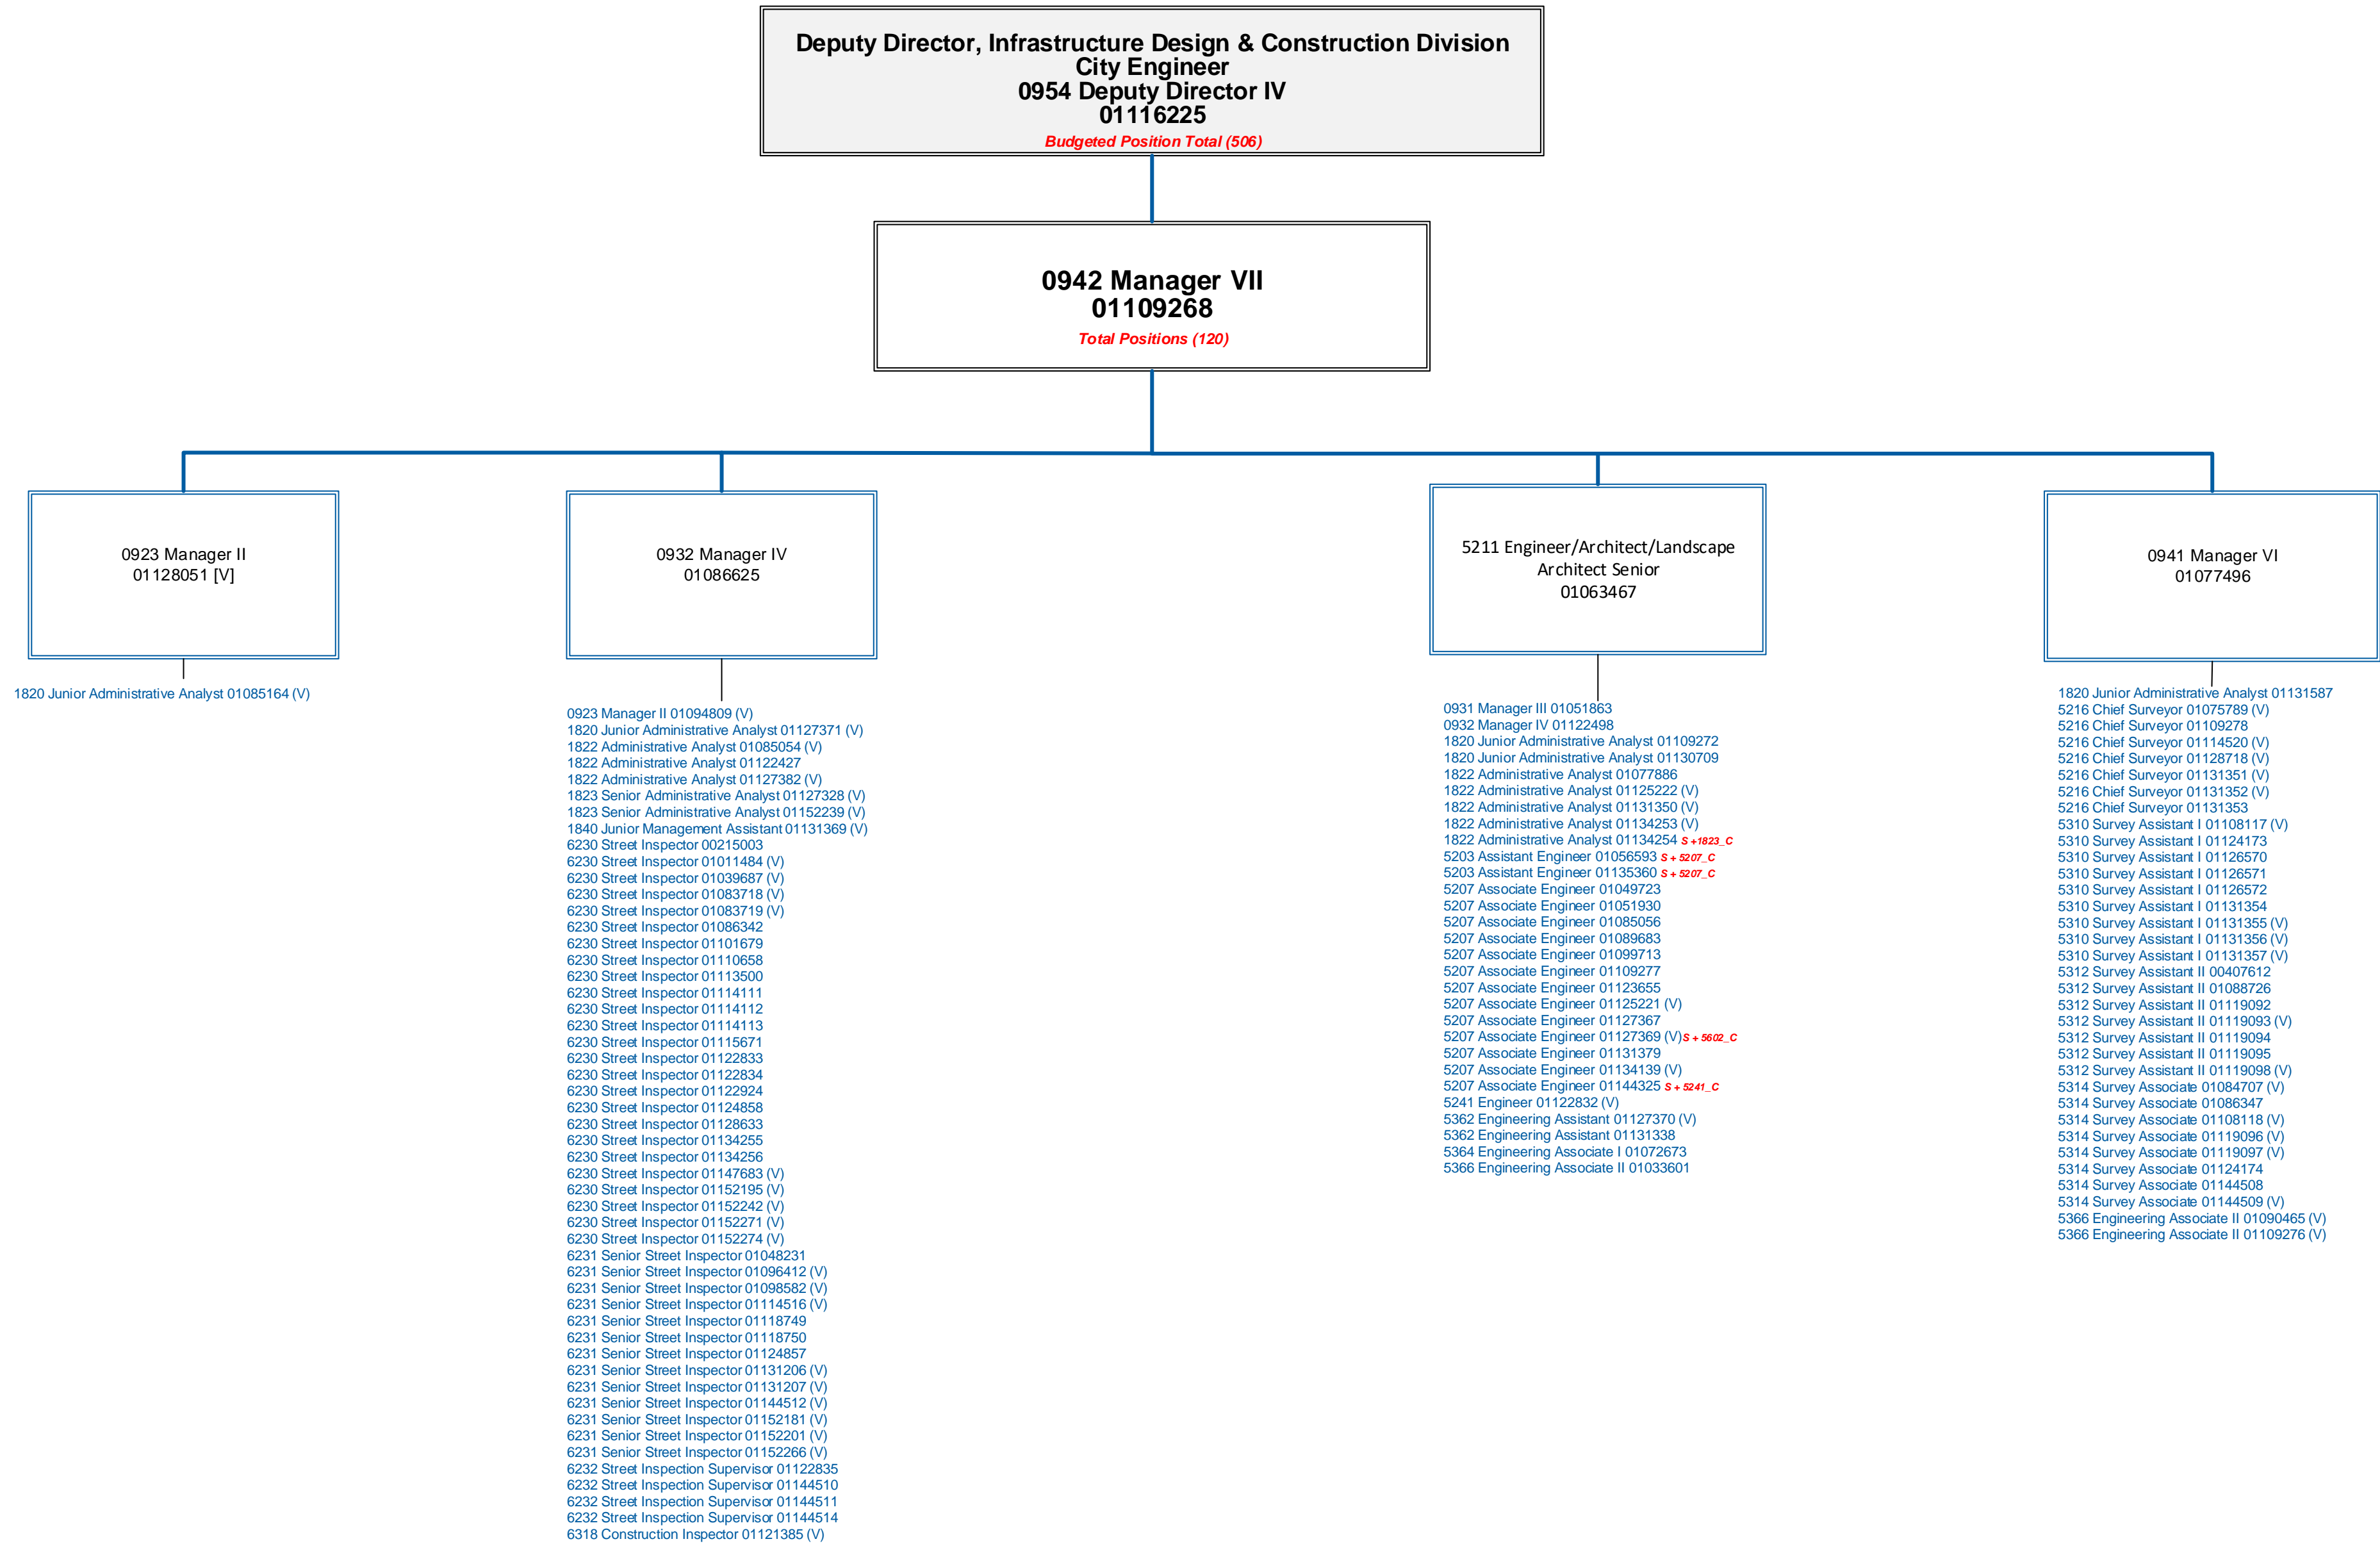 Deputy Director, Infrastructure Design & Construction Division
City Engineer
0954 Deputy Director IV
01116225
Budgeted Position Total (506)
0942 Manager VII
01109268
Total Positions (120)
0923 Manager II
01128051 [V]
1820 Junior Administrative Analyst 01085164 (V)
0932 Manager IV
01086625
0923 Manager II 01094809 (V)
1820 Junior Administrative Analyst 01127371 (V)
1822 Administrative Analyst 01085054 (V)
1822 Administrative Analyst 01122427
1822 Administrative Analyst 01127382 (V)
1823 Senior Administrative Analyst 01127328 (V)
1823 Senior Administrative Analyst 01152239 (V)
1840 Junior Management Assistant 01131369 (V)
6230 Street Inspector 00215003
6230 Street Inspector 01011484 (V)
6230 Street Inspector 01039687 (V)
6230 Street Inspector 01083718 (V)
6230 Street Inspector 01083719 (V)
6230 Street Inspector 01086342
6230 Street Inspector 01101679
6230 Street Inspector 01110658
6230 Street Inspector 01113500
6230 Street Inspector 01114111
6230 Street Inspector 01114112
6230 Street Inspector 01114113
6230 Street Inspector 01115671
6230 Street Inspector 01122833
6230 Street Inspector 01122834
6230 Street Inspector 01122924
6230 Street Inspector 01124858
6230 Street Inspector 01128633
6230 Street Inspector 01134255
6230 Street Inspector 01134256
6230 Street Inspector 01147683 (V)
6230 Street Inspector 01152195 (V)
6230 Street Inspector 01152242 (V)
6230 Street Inspector 01152271 (V)
6230 Street Inspector 01152274 (V)
6231 Senior Street Inspector 01048231
6231 Senior Street Inspector 01096412 (V)
6231 Senior Street Inspector 01098582 (V)
6231 Senior Street Inspector 01114516 (V)
6231 Senior Street Inspector 01118749
6231 Senior Street Inspector 01118750
6231 Senior Street Inspector 01124857
6231 Senior Street Inspector 01131206 (V)
6231 Senior Street Inspector 01131207 (V)
6231 Senior Street Inspector 01144512 (V)
6231 Senior Street Inspector 01152181 (V)
6231 Senior Street Inspector 01152201 (V)
6231 Senior Street Inspector 01152266 (V)
6232 Street Inspection Supervisor 01122835
6232 Street Inspection Supervisor 01144510
6232 Street Inspection Supervisor 01144511
6232 Street Inspection Supervisor 01144514
6318 Construction Inspector 01121385 (V)
5211 Engineer/Architect/Landscape
Architect Senior
01063467
0931 Manager III 01051863
0932 Manager IV 01122498
1820 Junior Administrative Analyst 01109272
1820 Junior Administrative Analyst 01130709
1822 Administrative Analyst 01077886
1822 Administrative Analyst 01125222 (V)
1822 Administrative Analyst 01131350 (V)
1822 Administrative Analyst 01134253 (V)
1822 Administrative Analyst 01134254 S +1823_C
5203 Assistant Engineer 01056593 S + 5207_C
5203 Assistant Engineer 01135360 S + 5207_C
5207 Associate Engineer 01049723
5207 Associate Engineer 01051930
5207 Associate Engineer 01085056
5207 Associate Engineer 01089683
5207 Associate Engineer 01099713
5207 Associate Engineer 01109277
5207 Associate Engineer 01123655
5207 Associate Engineer 01125221 (V)
5207 Associate Engineer 01127367
5207 Associate Engineer 01127369 (V)S + 5602_C
5207 Associate Engineer 01131379
5207 Associate Engineer 01134139 (V)
5207 Associate Engineer 01144325 S + 5241_C
5241 Engineer 01122832 (V)
5362 Engineering Assistant 01127370 (V)
5362 Engineering Assistant 01131338
5364 Engineering Associate I 01072673
5366 Engineering Associate II 01033601
0941 Manager VI
01077496
1820 Junior Administrative Analyst 01131587
5216 Chief Surveyor 01075789 (V)
5216 Chief Surveyor 01109278
5216 Chief Surveyor 01114520 (V)
5216 Chief Surveyor 01128718 (V)
5216 Chief Surveyor 01131351 (V)
5216 Chief Surveyor 01131352 (V)
5216 Chief Surveyor 01131353
5310 Survey Assistant I 01108117 (V)
5310 Survey Assistant I 01124173
5310 Survey Assistant I 01126570
5310 Survey Assistant I 01126571
5310 Survey Assistant I 01126572
5310 Survey Assistant I 01131354
5310 Survey Assistant I 01131355 (V)
5310 Survey Assistant I 01131356 (V)
5310 Survey Assistant I 01131357 (V)
5312 Survey Assistant II 00407612
5312 Survey Assistant II 01088726
5312 Survey Assistant II 01119092
5312 Survey Assistant II 01119093 (V)
5312 Survey Assistant II 01119094
5312 Survey Assistant II 01119095
5312 Survey Assistant II 01119098 (V)
5314 Survey Associate 01084707 (V)
5314 Survey Associate 01086347
5314 Survey Associate 01108118 (V)
5314 Survey Associate 01119096 (V)
5314 Survey Associate 01119097 (V)
5314 Survey Associate 01124174
5314 Survey Associate 01144508
5314 Survey Associate 01144509 (V)
5366 Engineering Associate II 01090465 (V)
5366 Engineering Associate II 01109276 (V)